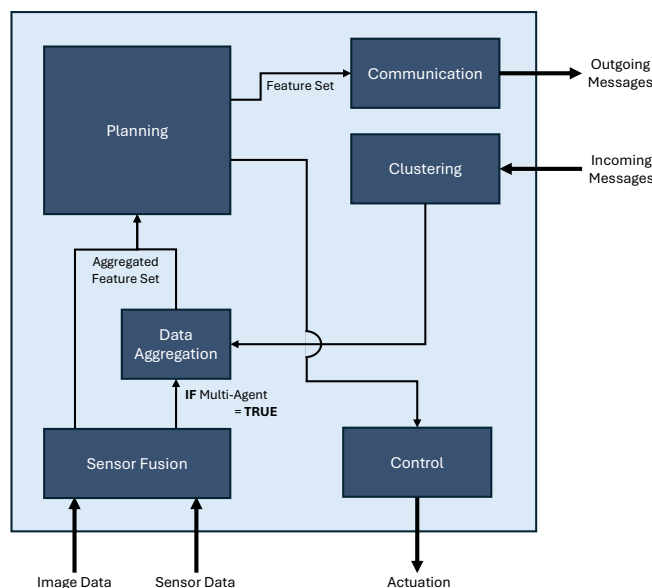 Planning
Communication
Feature Set
Outgoing
Messages
Clustering
Incoming
Messages
Aggregated
Feature Set
Data
Aggregation
IF Multi-Agent
= TRUE
Sensor Fusion
Control
Image Data
Sensor Data
Actuation